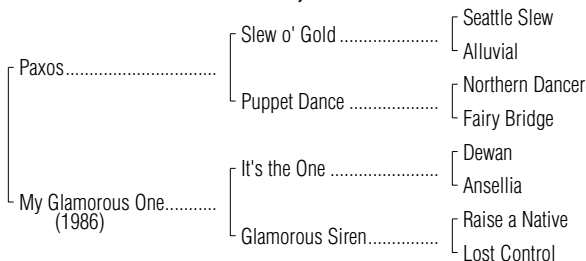 Seattle Slew
Slew o' Gold ....................
Alluvial
Paxos................................
Northern Dancer
Puppet Dance ...................
Fairy Bridge
Dewan
It's the One .......................
Ansellia
My Glamorous One...........
(1986)
Raise a Native
Glamorous Siren...............
Lost Control